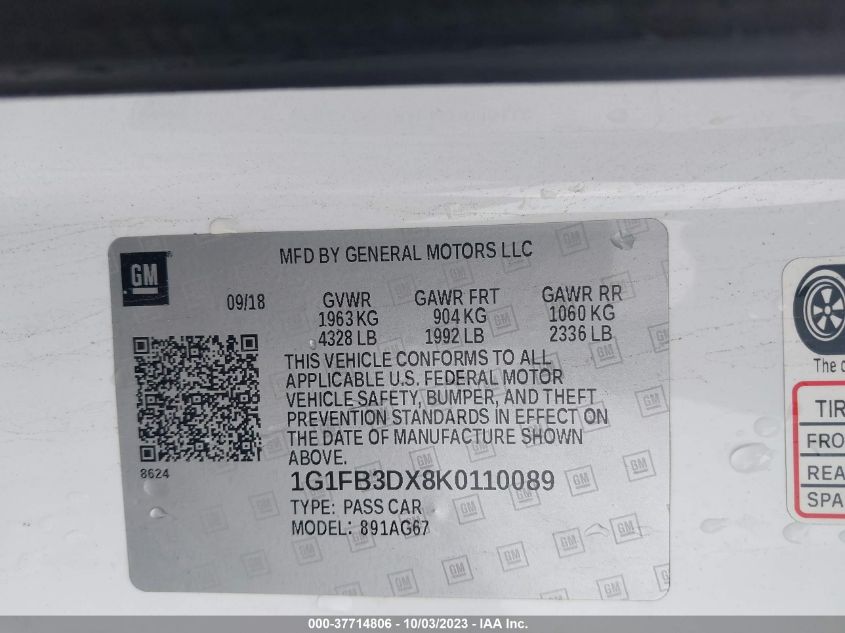 GM
MFD BY GENERAL MOTORS LLC
09/18 GVWR GAWR FRT GAWR RR
1963 KG 904 KG 1060 KG
4328 LB 1992 LB 2336 LB
THIS VEHICLE CONFORMS TO ALL
APPLICABLE U.S. FEDERAL MOTOR
VEHICLE SAFETY, BUMPER, AND THEFT
PREVENTION STANDARDS IN EFFECT ON
THE DATE OF MANUFACTURE SHOWN
ABOVE.
8624
1G1FB3DX8K0110089
TYPE: PASS CAR
MODEL: 891AG67
The
TIR
FRO
REA
SPA
000-37714806 - 10/03/2023 - IAA Inc.